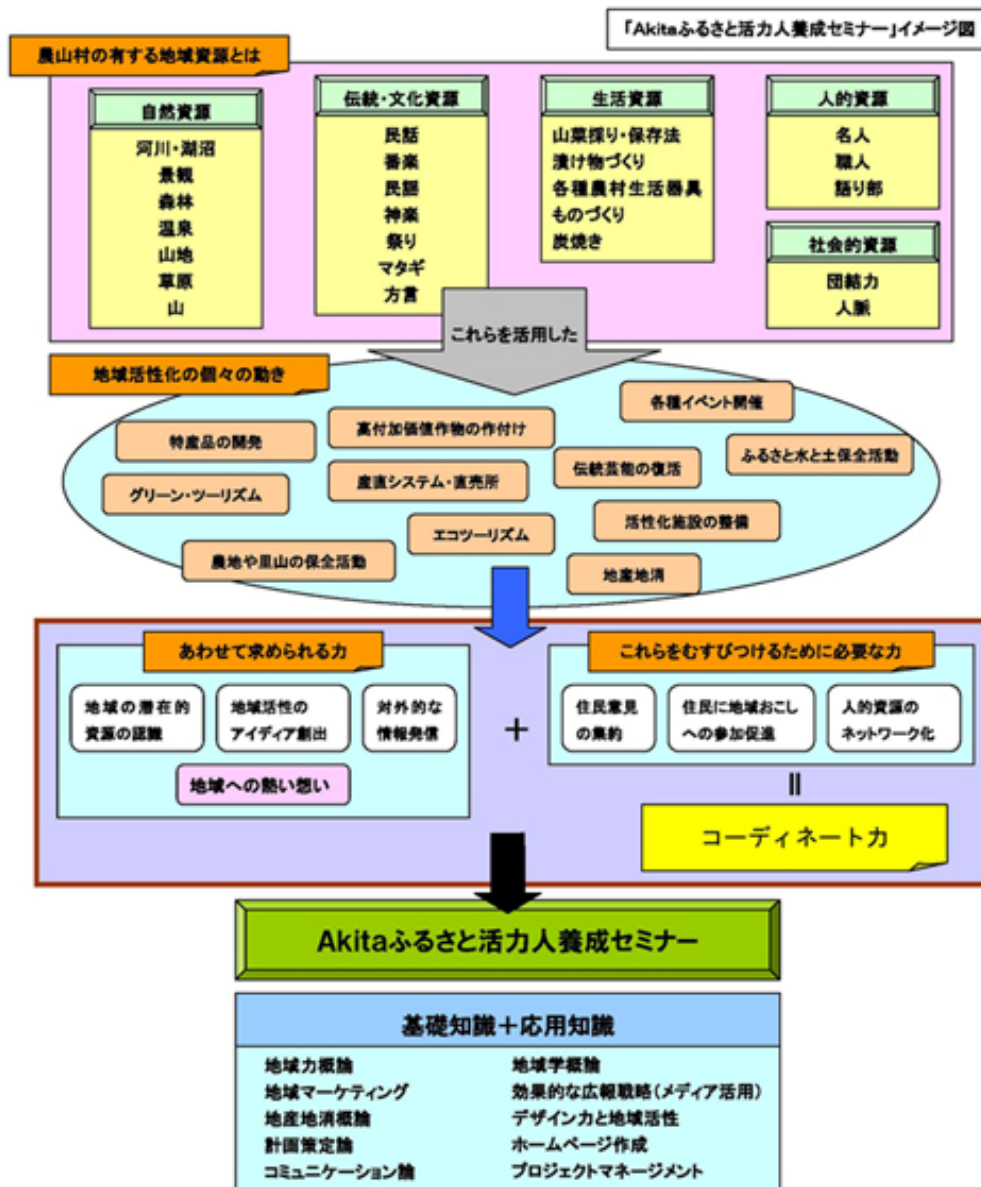 「Akitaふるさと活力人養成セミナー」イメージ図
農山村の有する地域資源とは
自然資源
河川・湖沼
景観
森林
温泉
山地
草原
山
伝統・文化資源
民話
番楽
民謡
神楽
祭り
マタギ
方言
生活資源
山菜採り・保存法
漬け物づくり
各種農村生活器具
ものづくり
炭焼き
人的資源
名人
職人
語り部
社会的資源
団結力
人脈
これらを活用した
地域活性化の個々の動き
各種イベント開催
特産品の開発
高付加価値作物の作付け
伝統芸能の復活
ふるさと水と土保全活動
グリーン・ツーリズム
産直システム・直売所
エコツーリズム
活性化施設の整備
農地や里山の保全活動
地産地消
あわせて求められる力
地域の潜在的
資源の認識
地域活性の
アイディア創出
対外的な
情報発信
地域への熱い想い
+
これらをむすびつけるために必要な力
住民意見
の集約
住民に地域おこし
への参加促進
人的資源の
ネットワーク化
=
コーディネート力
Akitaふるさと活力人養成セミナー
基礎知識+応用知識
地域力概論
地域マーケティング
地産地消概論
計画策定論
コミュニケーション論
地域学概論
効果的な広報戦略(メディア活用)
デザイン力と地域活性
ホームページ作成
プロジェクトマネージメント